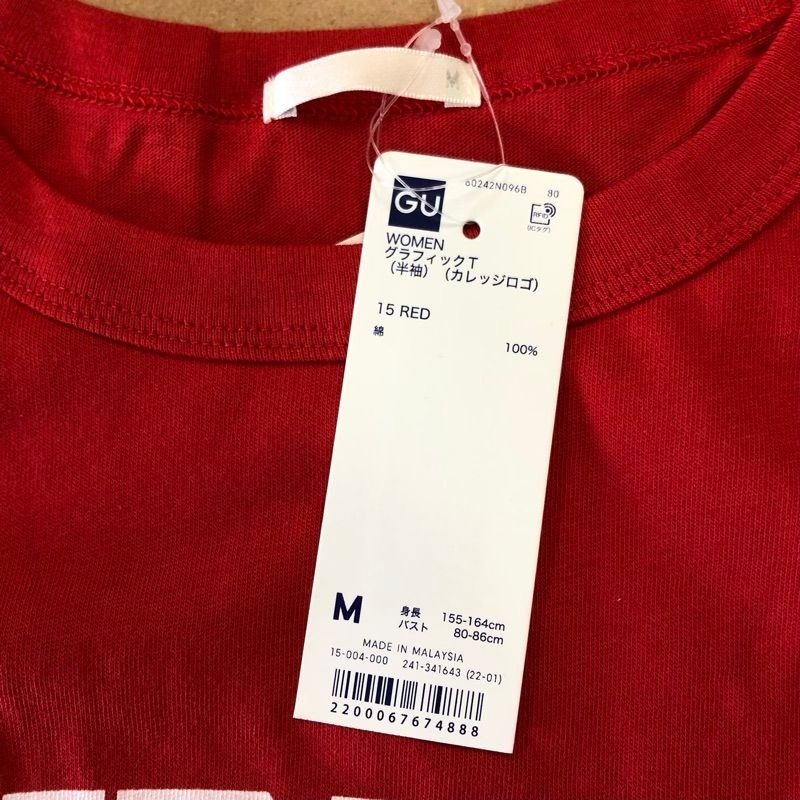 M
60242N096B 80
GU
RFID
(ICタグ)
WOMEN
グラフィックT
(半袖)(カレッジロゴ)
15 RED
綿
100%
M
身長 155-164cm
バスト 80-86cm
MADE IN MALAYSIA
15-004-000 241-341643 (22-01)
2200067674888